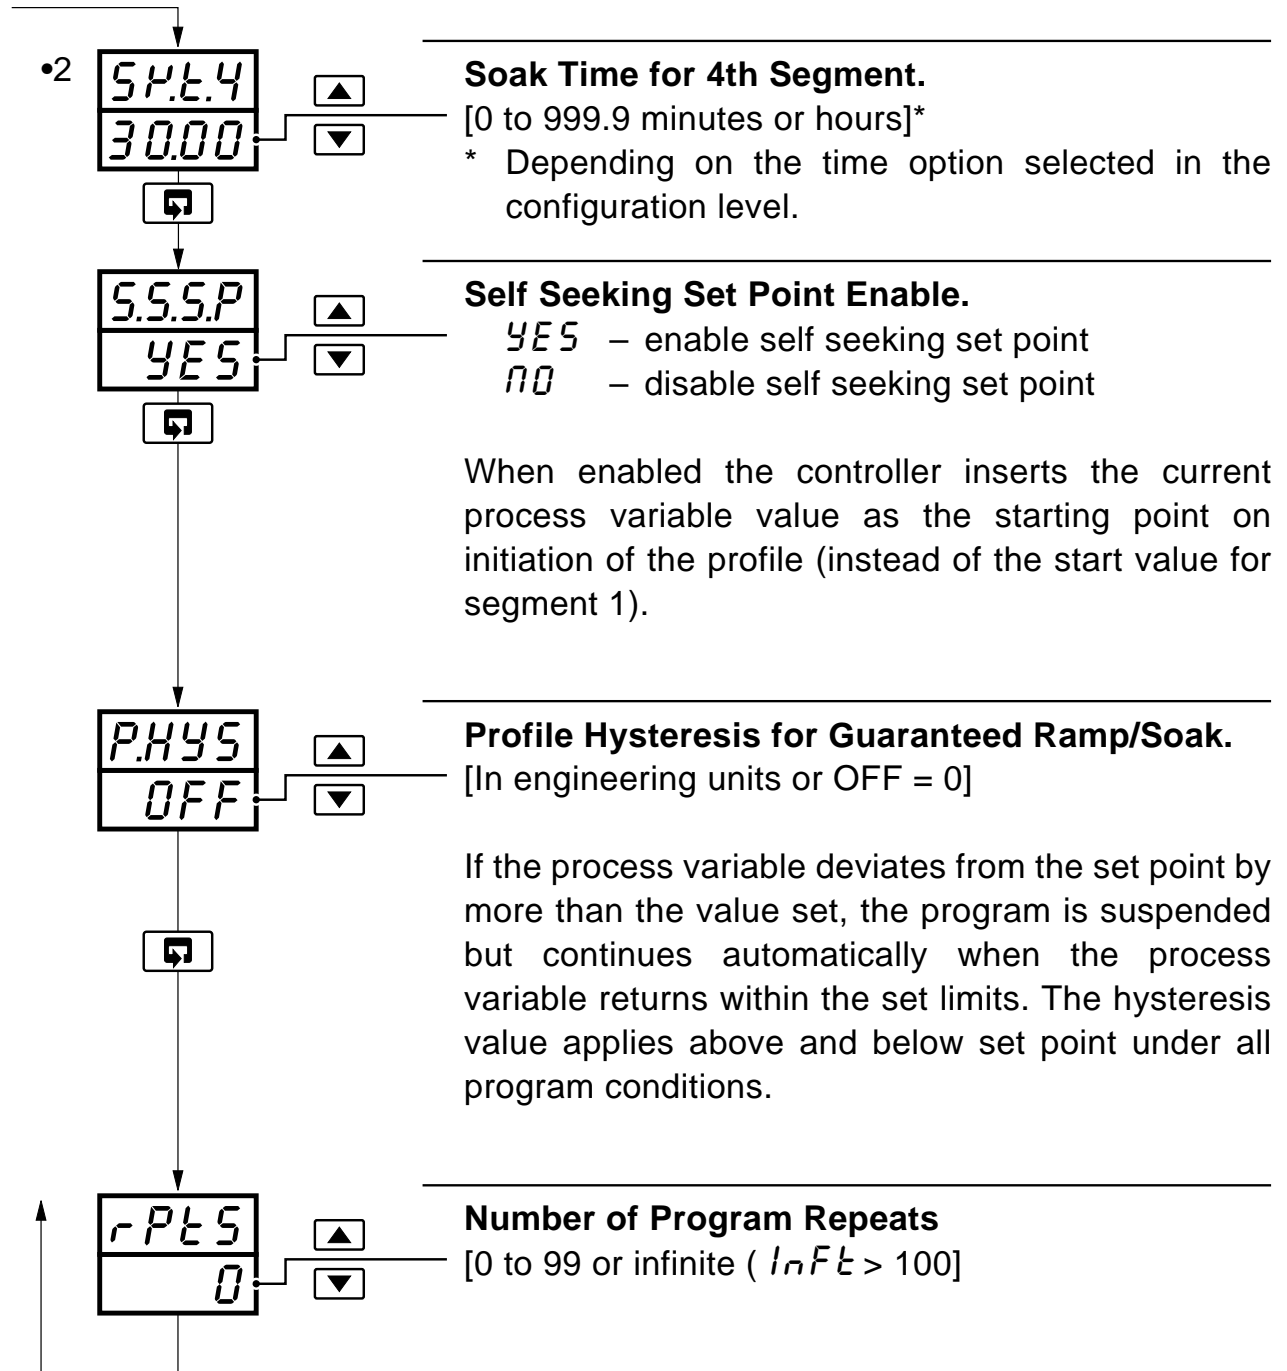 •2
SK.t.4
30.00
Soak Time for 4th Segment.
[0 to 999.9 minutes or hours]*
* Depending on the time option selected in the
configuration level.
S.S.S.P
YES
Self Seeking Set Point Enable.
YES – enable self seeking set point
NO – disable self seeking set point
When enabled the controller inserts the current
process variable value as the starting point on
initiation of the profile (instead of the start value for
segment 1).
P.HYS
OFF
Profile Hysteresis for Guaranteed Ramp/Soak.
[In engineering units or OFF = 0]
If the process variable deviates from the set point by
more than the value set, the program is suspended
but continues automatically when the process
variable returns within the set limits. The hysteresis
value applies above and below set point under all
program conditions.
rPtS
0
Number of Program Repeats
[0 to 99 or infinite ( InFt > 100]